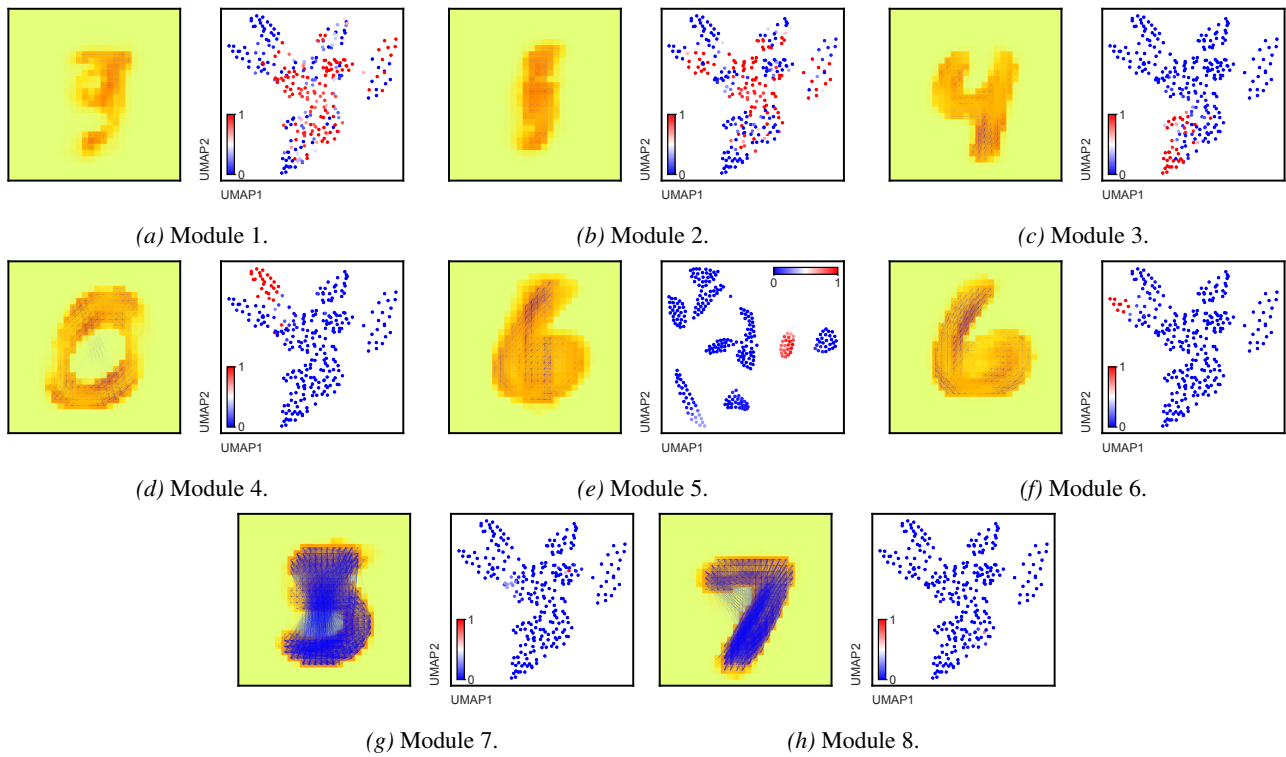 1
0
UMAP2
UMAP1
(a) Module 1.
1
0
UMAP2
UMAP1
(b) Module 2.
1
0
UMAP2
UMAP1
(c) Module 3.
1
0
UMAP2
UMAP1
(d) Module 4.
0 1
UMAP2
UMAP1
(e) Module 5.
1
0
UMAP2
UMAP1
(f) Module 6.
1
0
UMAP2
UMAP1
(g) Module 7.
1
0
UMAP2
UMAP1
(h) Module 8.